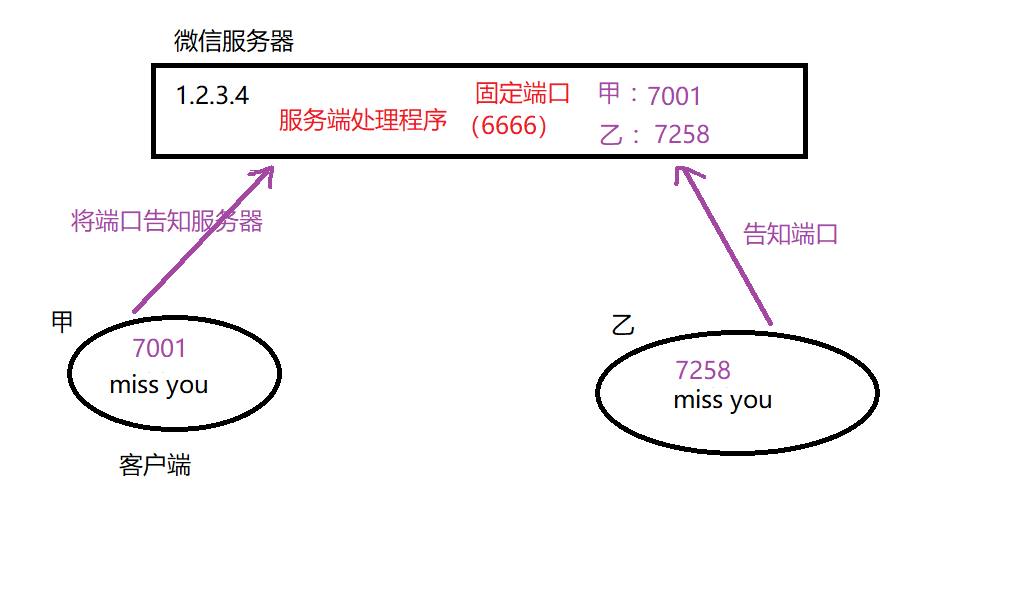 微信服务器
1.2.3.4
服务端处理程序
固定端口
（6666）
甲：7001
乙：7258
将端口告知服务器
告知端口
甲
7001
miss you
客户端
乙
7258
miss you